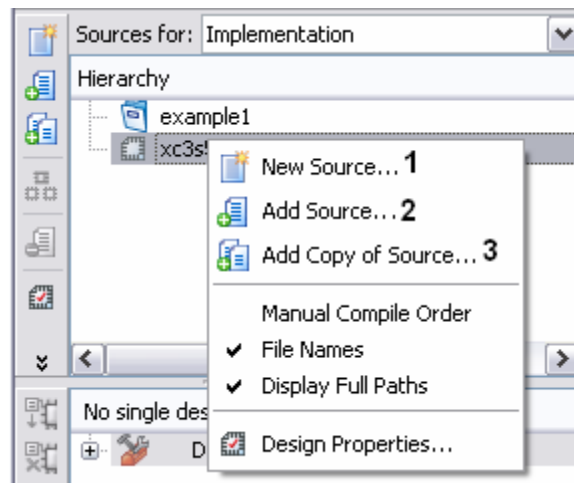 Sources for: Implementation
Hierarchy
example1
xc3s
New Source... 1
Add Source... 2
Add Copy of Source... 3
Manual Compile Order
File Names
Display Full Paths
No single des
D
Design Properties...